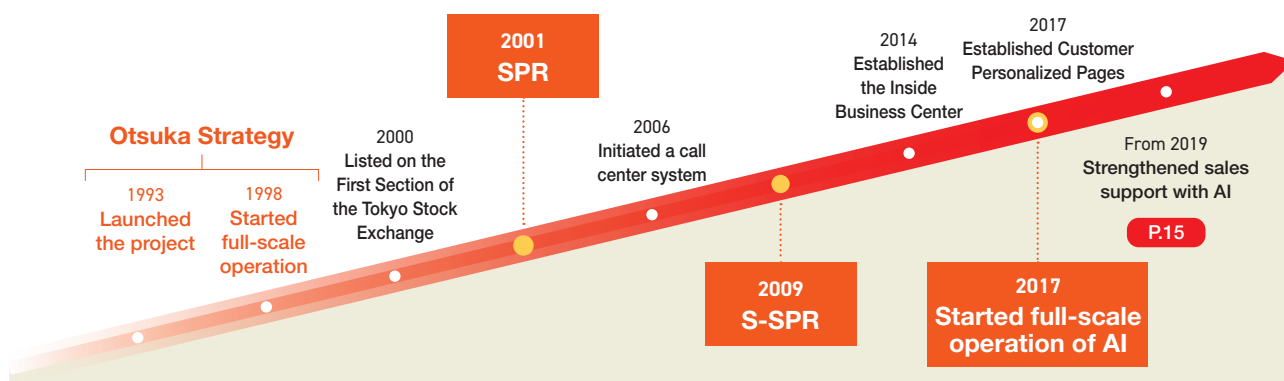 Otsuka Strategy
1993
Launched
the project
1998
Started
full-scale
operation
2000
Listed on the
First Section of
the Tokyo Stock
Exchange
2001
SPR
2006
Initiated a call
center system
2009
S-SPR
2014
Established
the Inside
Business Center
2017
Established Customer
Personalized Pages
2017
Started full-scale
operation of AI
From 2019
Strengthened sales
support with AI
P.15